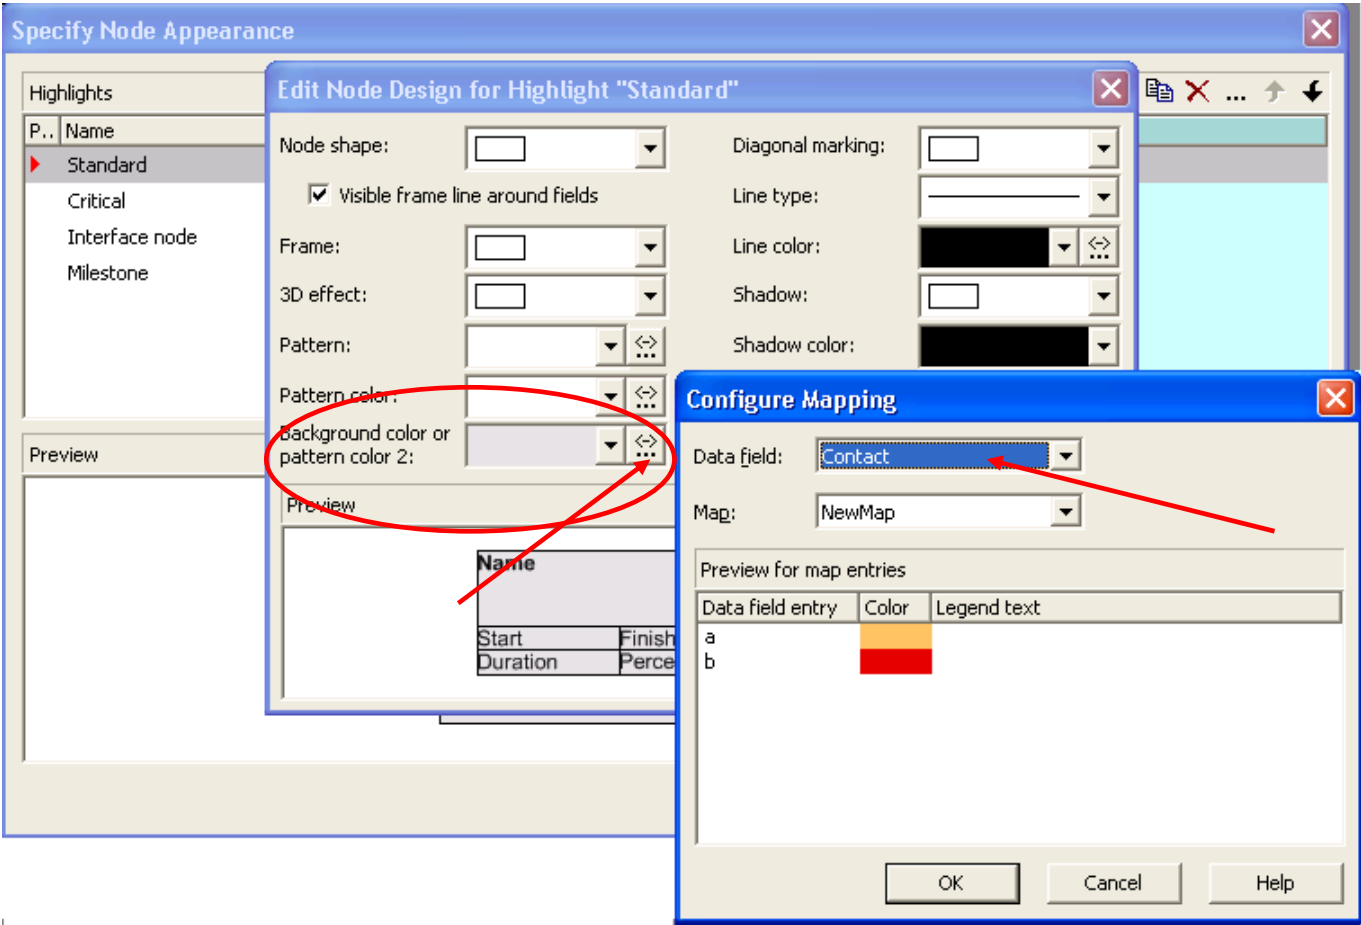 Specify Node Appearance
Highlights
P.. Name
Standard
Critical
Interface node
Milestone
Preview
Edit Node Design for Highlight "Standard"
Node shape:
Visible frame line around fields
Frame:
3D effect:
Pattern:
Pattern color:
Background color or
pattern color 2:
Diagonal marking:
Line type:
Line color:
Shadow:
Shadow color:
Preview
Name
Start Finish
Duration Perce
Configure Mapping
Data field: Contact
Map: NewMap
Preview for map entries
Data field entry Color Legend text
a
b
OK Cancel Help